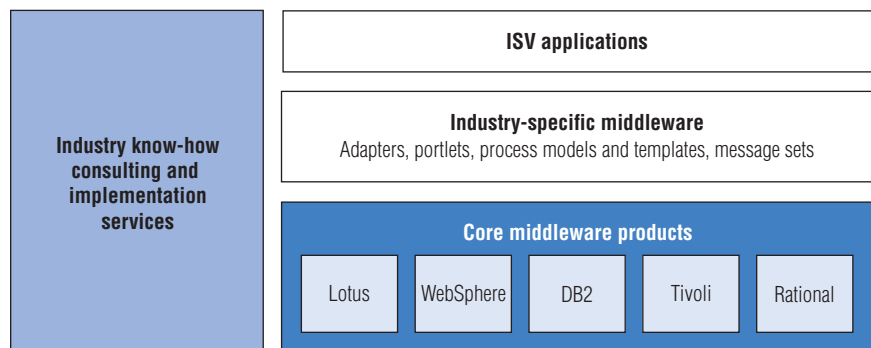 Industry know-how
consulting and
implementation
services
ISV applications
Industry-specific middleware
Adapters, portlets, process models and templates, message sets
Core middleware products
Lotus
WebSphere
DB2
Tivoli
Rational